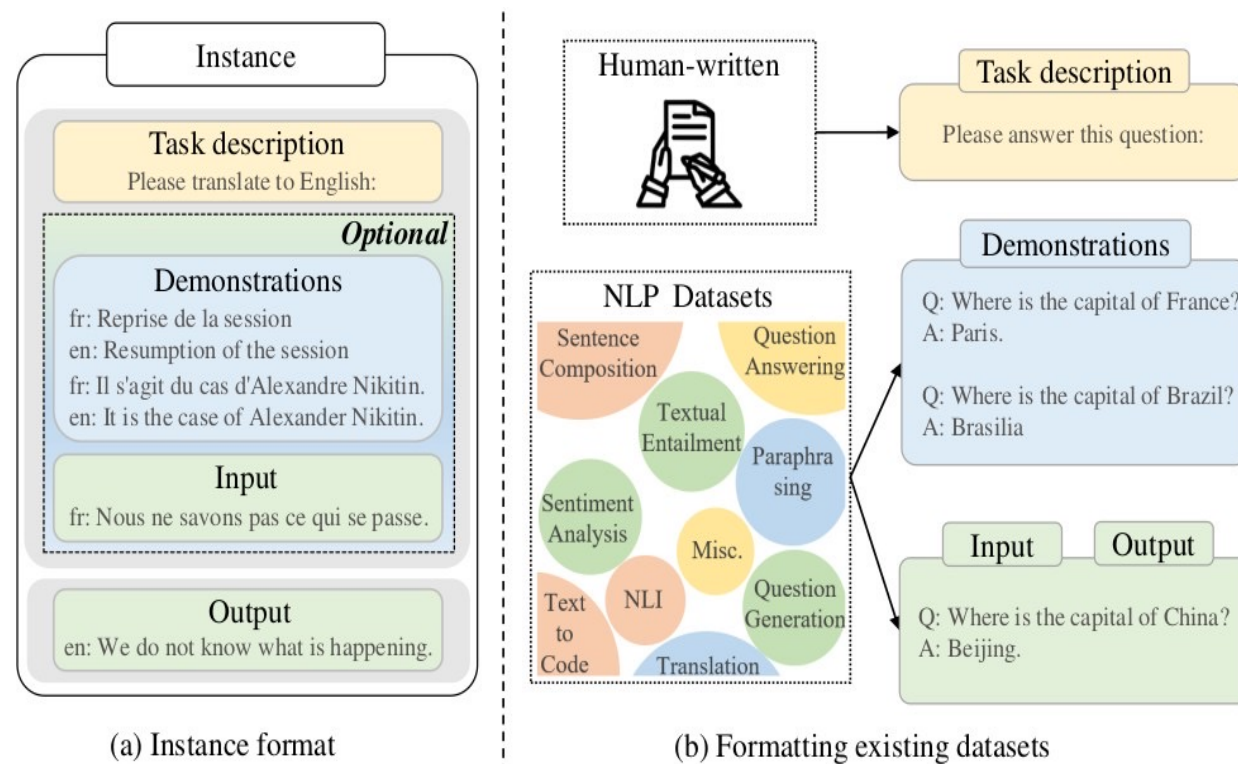 Instance
Task description
Please translate to English:
Optional
Demonstrations
fr: Reprise de la session
en: Resumption of the session
fr: Il s'agit du cas d'Alexandre Nikitin.
en: It is the case of Alexander Nikitin.
Input
fr: Nous ne savons pas ce qui se passe.
Output
en: We do not know what is happening.
(a) Instance format
Human-written
Task description
Please answer this question:
NLP Datasets
Sentence
Composition
Question
Answering
Textual
Entailment
Paraphra
sing
Sentiment
Analysis
Misc.
NLI
Question
Generation
Text
to
Code
Translation
Demonstrations
Q: Where is the capital of France?
A: Paris.
Q: Where is the capital of Brazil?
A: Brasilia
Input
Output
Q: Where is the capital of China?
A: Beijing.
(b) Formatting existing datasets